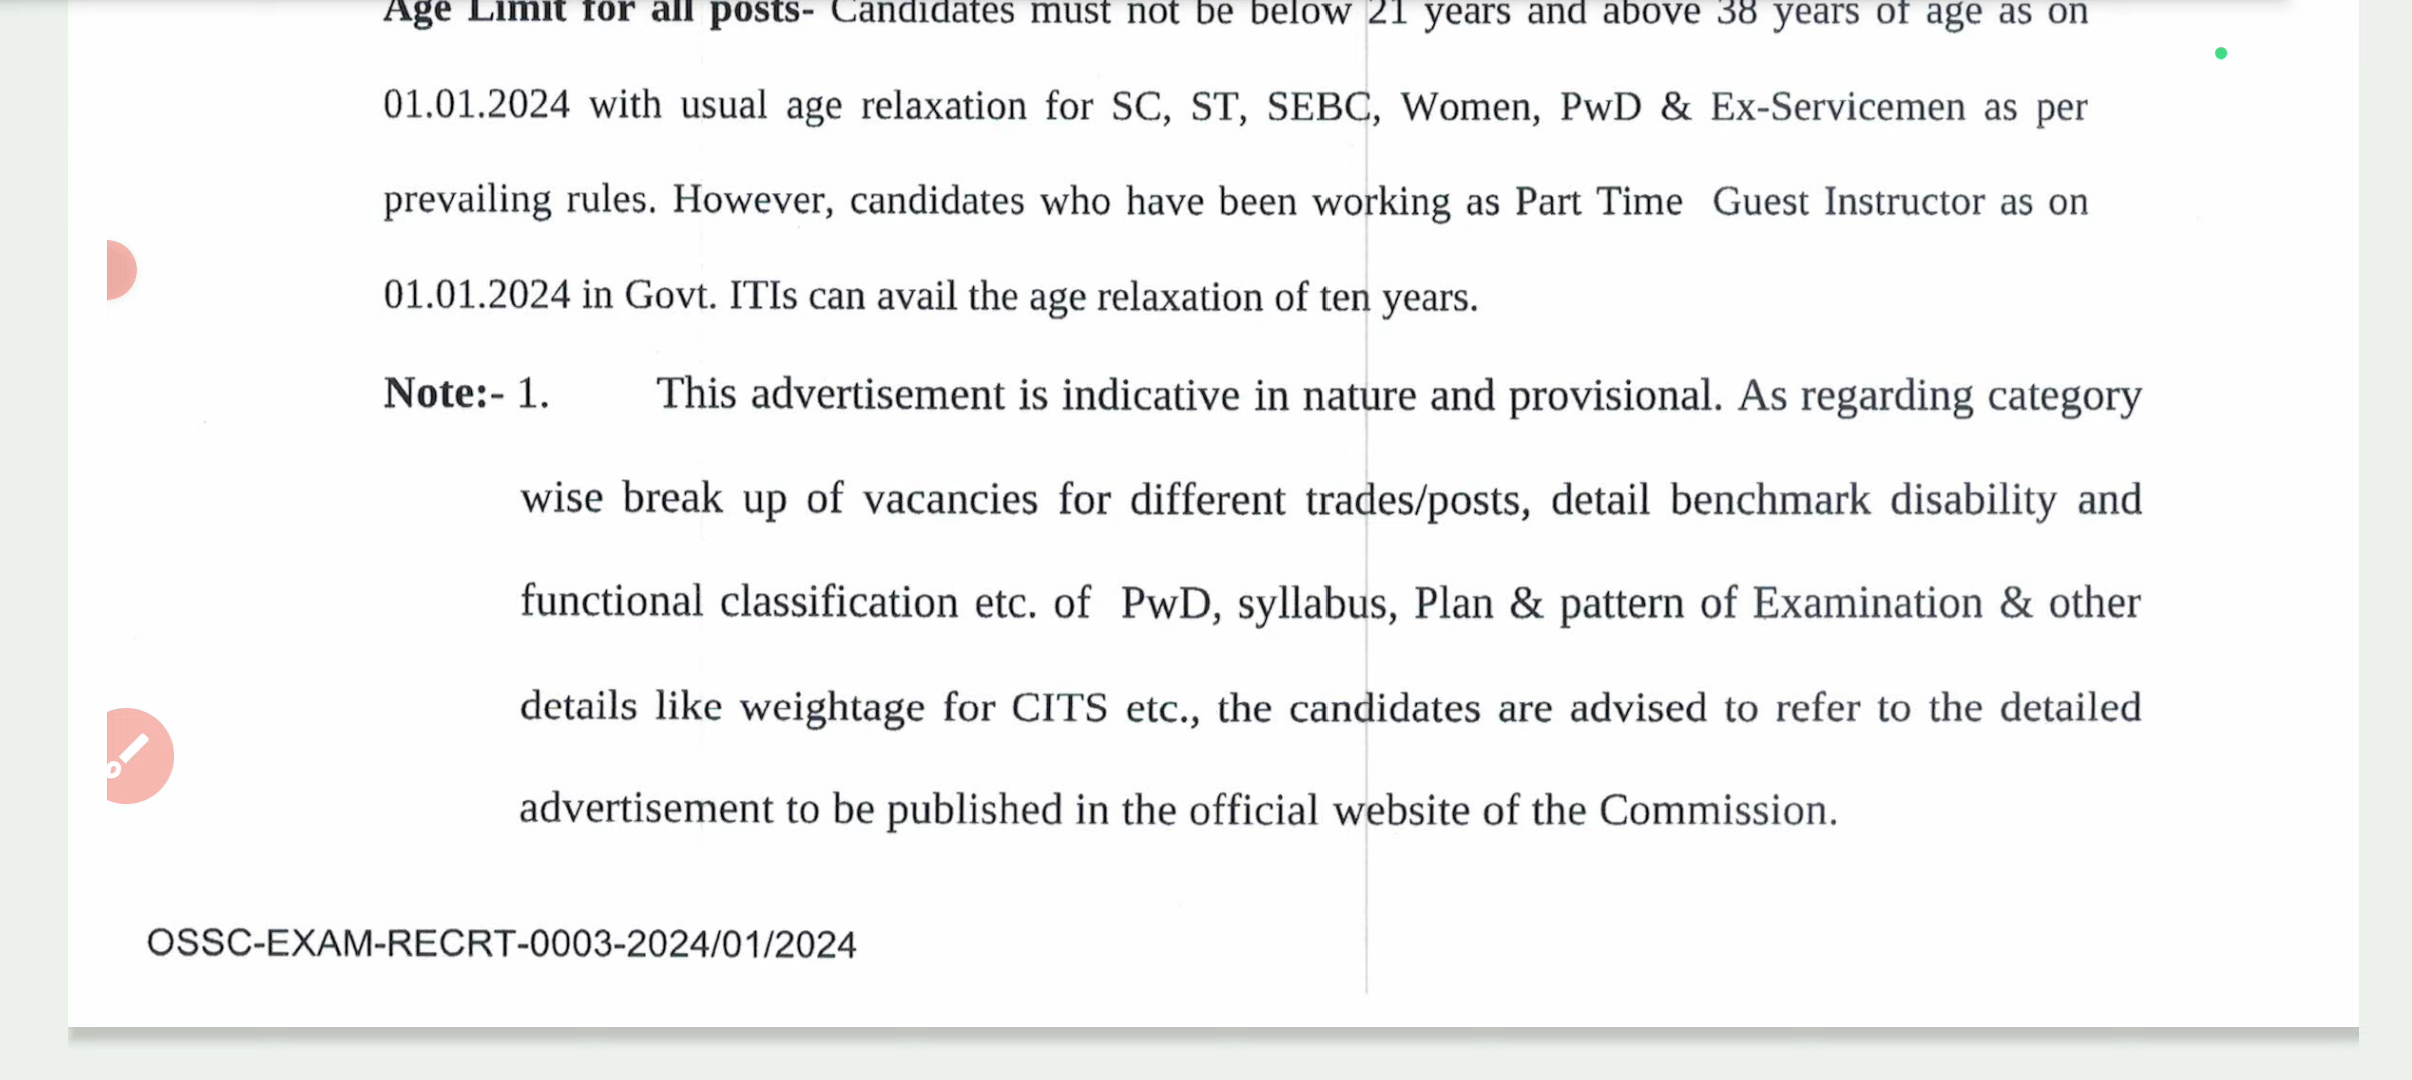 Age Limit for all posts- Candidates must not be below 21 years and above 38 years of age as on
01.01.2024 with usual age relaxation for SC, ST, SEBC, Women, PwD & Ex-Servicemen as per
prevailing rules. However, candidates who have been working as Part Time Guest Instructor as on
01.01.2024 in Govt. ITIs can avail the age relaxation of ten years.
Note:- 1. This advertisement is indicative in nature and provisional. As regarding category
wise break up of vacancies for different trades/posts, detail benchmark disability and
functional classification etc. of PwD, syllabus, Plan & pattern of Examination & other
details like weightage for CITS etc., the candidates are advised to refer to the detailed
advertisement to be published in the official website of the Commission.
OSSC-EXAM-RECRT-0003-2024/01/2024